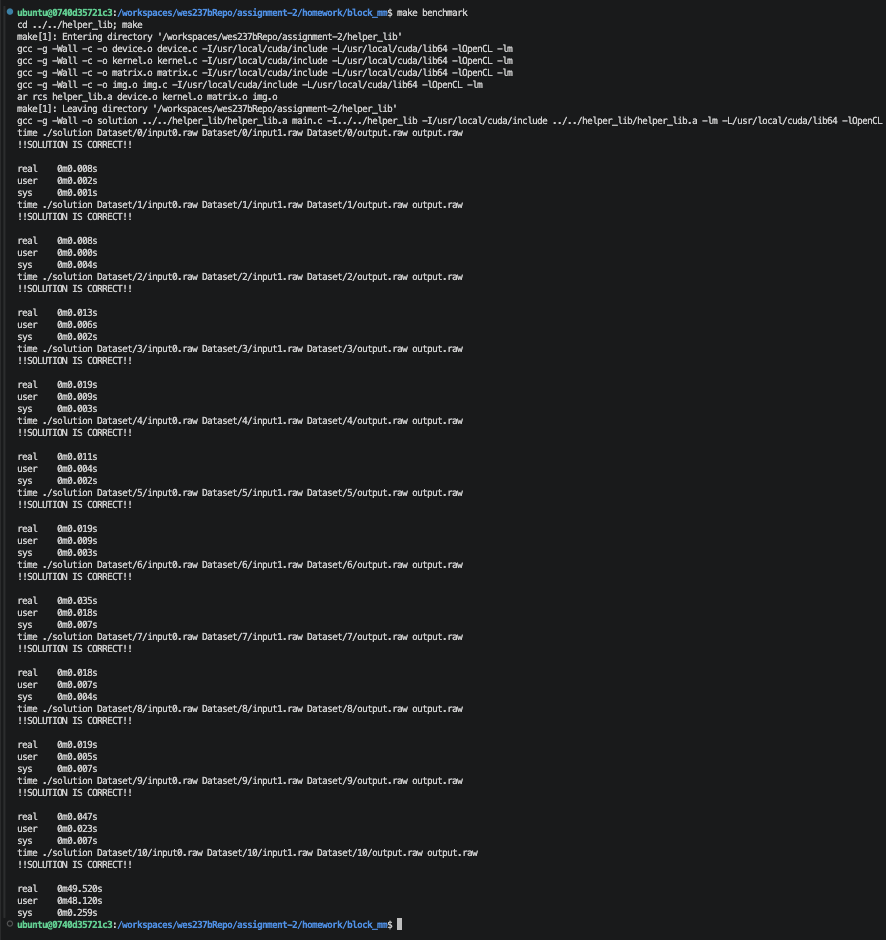 ubuntu@0740d35721c3:/workspaces/wes237bRepo/assignment-2/homework/block_mm$ make benchmark
cd ../../helper_lib; make
make[1]: Entering directory '/workspaces/wes237bRepo/assignment-2/helper_lib'
gcc -g -Wall -c -o device.o device.c -I/usr/local/cuda/include -L/usr/local/cuda/lib64 -lOpenCL -lm
gcc -g -Wall -c -o kernel.o kernel.c -I/usr/local/cuda/include -L/usr/local/cuda/lib64 -lOpenCL -lm
gcc -g -Wall -c -o matrix.o matrix.c -I/usr/local/cuda/include -L/usr/local/cuda/lib64 -lOpenCL -lm
gcc -g -Wall -c -o img.o img.c -I/usr/local/cuda/include -L/usr/local/cuda/lib64 -lOpenCL -lm
ar rcs helper_lib.a device.o kernel.o matrix.o img.o
make[1]: Leaving directory '/workspaces/wes237bRepo/assignment-2/helper_lib'
gcc -g -Wall -o solution ../../helper_lib/helper_lib.a main.c -I../../helper_lib -I/usr/local/cuda/include ../../helper_lib/helper_lib.a -lm -L/usr/local/cuda/lib64 -lOpenCL
time ./solution Dataset/0/input0.raw Dataset/0/input1.raw Dataset/0/output.raw output.raw
!!SOLUTION IS CORRECT!!
real 0m0.008s
user 0m0.002s
sys 0m0.001s
time ./solution Dataset/1/input0.raw Dataset/1/input1.raw Dataset/1/output.raw output.raw
!!SOLUTION IS CORRECT!!
real 0m0.008s
user 0m0.000s
sys 0m0.004s
time ./solution Dataset/2/input0.raw Dataset/2/input1.raw Dataset/2/output.raw output.raw
!!SOLUTION IS CORRECT!!
real 0m0.013s
user 0m0.006s
sys 0m0.002s
time ./solution Dataset/3/input0.raw Dataset/3/input1.raw Dataset/3/output.raw output.raw
!!SOLUTION IS CORRECT!!
real 0m0.019s
user 0m0.009s
sys 0m0.003s
time ./solution Dataset/4/input0.raw Dataset/4/input1.raw Dataset/4/output.raw output.raw
!!SOLUTION IS CORRECT!!
real 0m0.011s
user 0m0.004s
sys 0m0.002s
time ./solution Dataset/5/input0.raw Dataset/5/input1.raw Dataset/5/output.raw output.raw
!!SOLUTION IS CORRECT!!
real 0m0.019s
user 0m0.009s
sys 0m0.003s
time ./solution Dataset/6/input0.raw Dataset/6/input1.raw Dataset/6/output.raw output.raw
!!SOLUTION IS CORRECT!!
real 0m0.035s
user 0m0.018s
sys 0m0.007s
time ./solution Dataset/7/input0.raw Dataset/7/input1.raw Dataset/7/output.raw output.raw
!!SOLUTION IS CORRECT!!
real 0m0.018s
user 0m0.007s
sys 0m0.004s
time ./solution Dataset/8/input0.raw Dataset/8/input1.raw Dataset/8/output.raw output.raw
!!SOLUTION IS CORRECT!!
real 0m0.019s
user 0m0.005s
sys 0m0.007s
time ./solution Dataset/9/input0.raw Dataset/9/input1.raw Dataset/9/output.raw output.raw
!!SOLUTION IS CORRECT!!
real 0m0.047s
user 0m0.023s
sys 0m0.007s
time ./solution Dataset/10/input0.raw Dataset/10/input1.raw Dataset/10/output.raw output.raw
!!SOLUTION IS CORRECT!!
real 0m49.520s
user 0m48.120s
sys 0m0.259s
ubuntu@0740d35721c3:/workspaces/wes237bRepo/assignment-2/homework/block_mm$